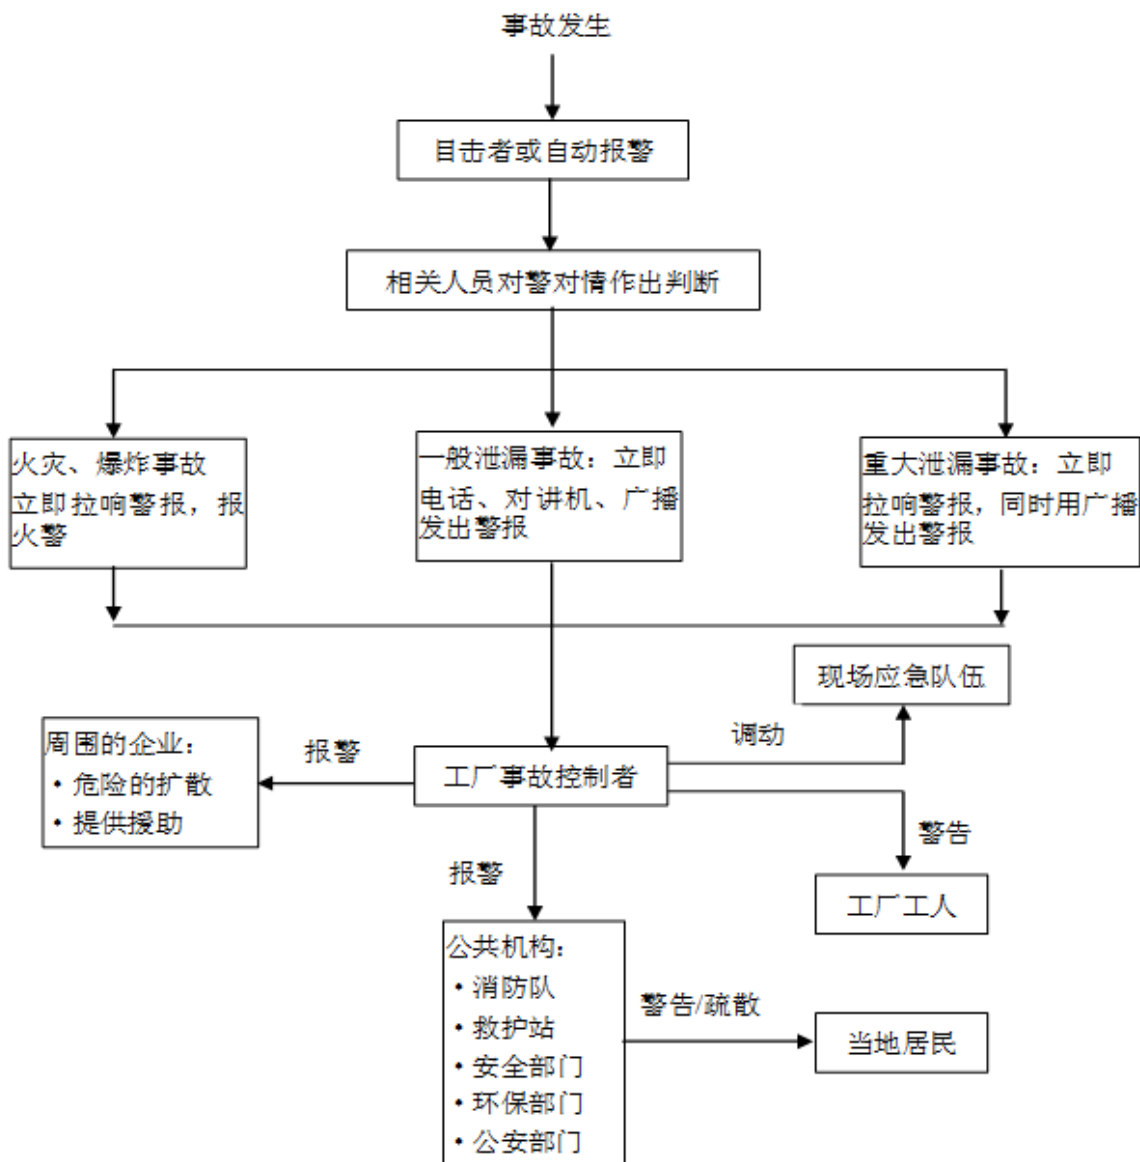 事故发生
目击者或自动报警
相关人员对警对情作出判断
火灾、爆炸事故
立即拉响警报，报
火警
一般泄漏事故：立即
电话、对讲机、广播
发出警报
重大泄漏事故：立即
拉响警报，同时用广播
发出警报
现场应急队伍
调动
周围的企业：
·危险的扩散
·提供援助
报警
工厂事故控制者
警告
工厂工人
报警
公共机构：
·消防队
·救护站
·安全部门
·环保部门
·公安部门
警告/疏散
当地居民